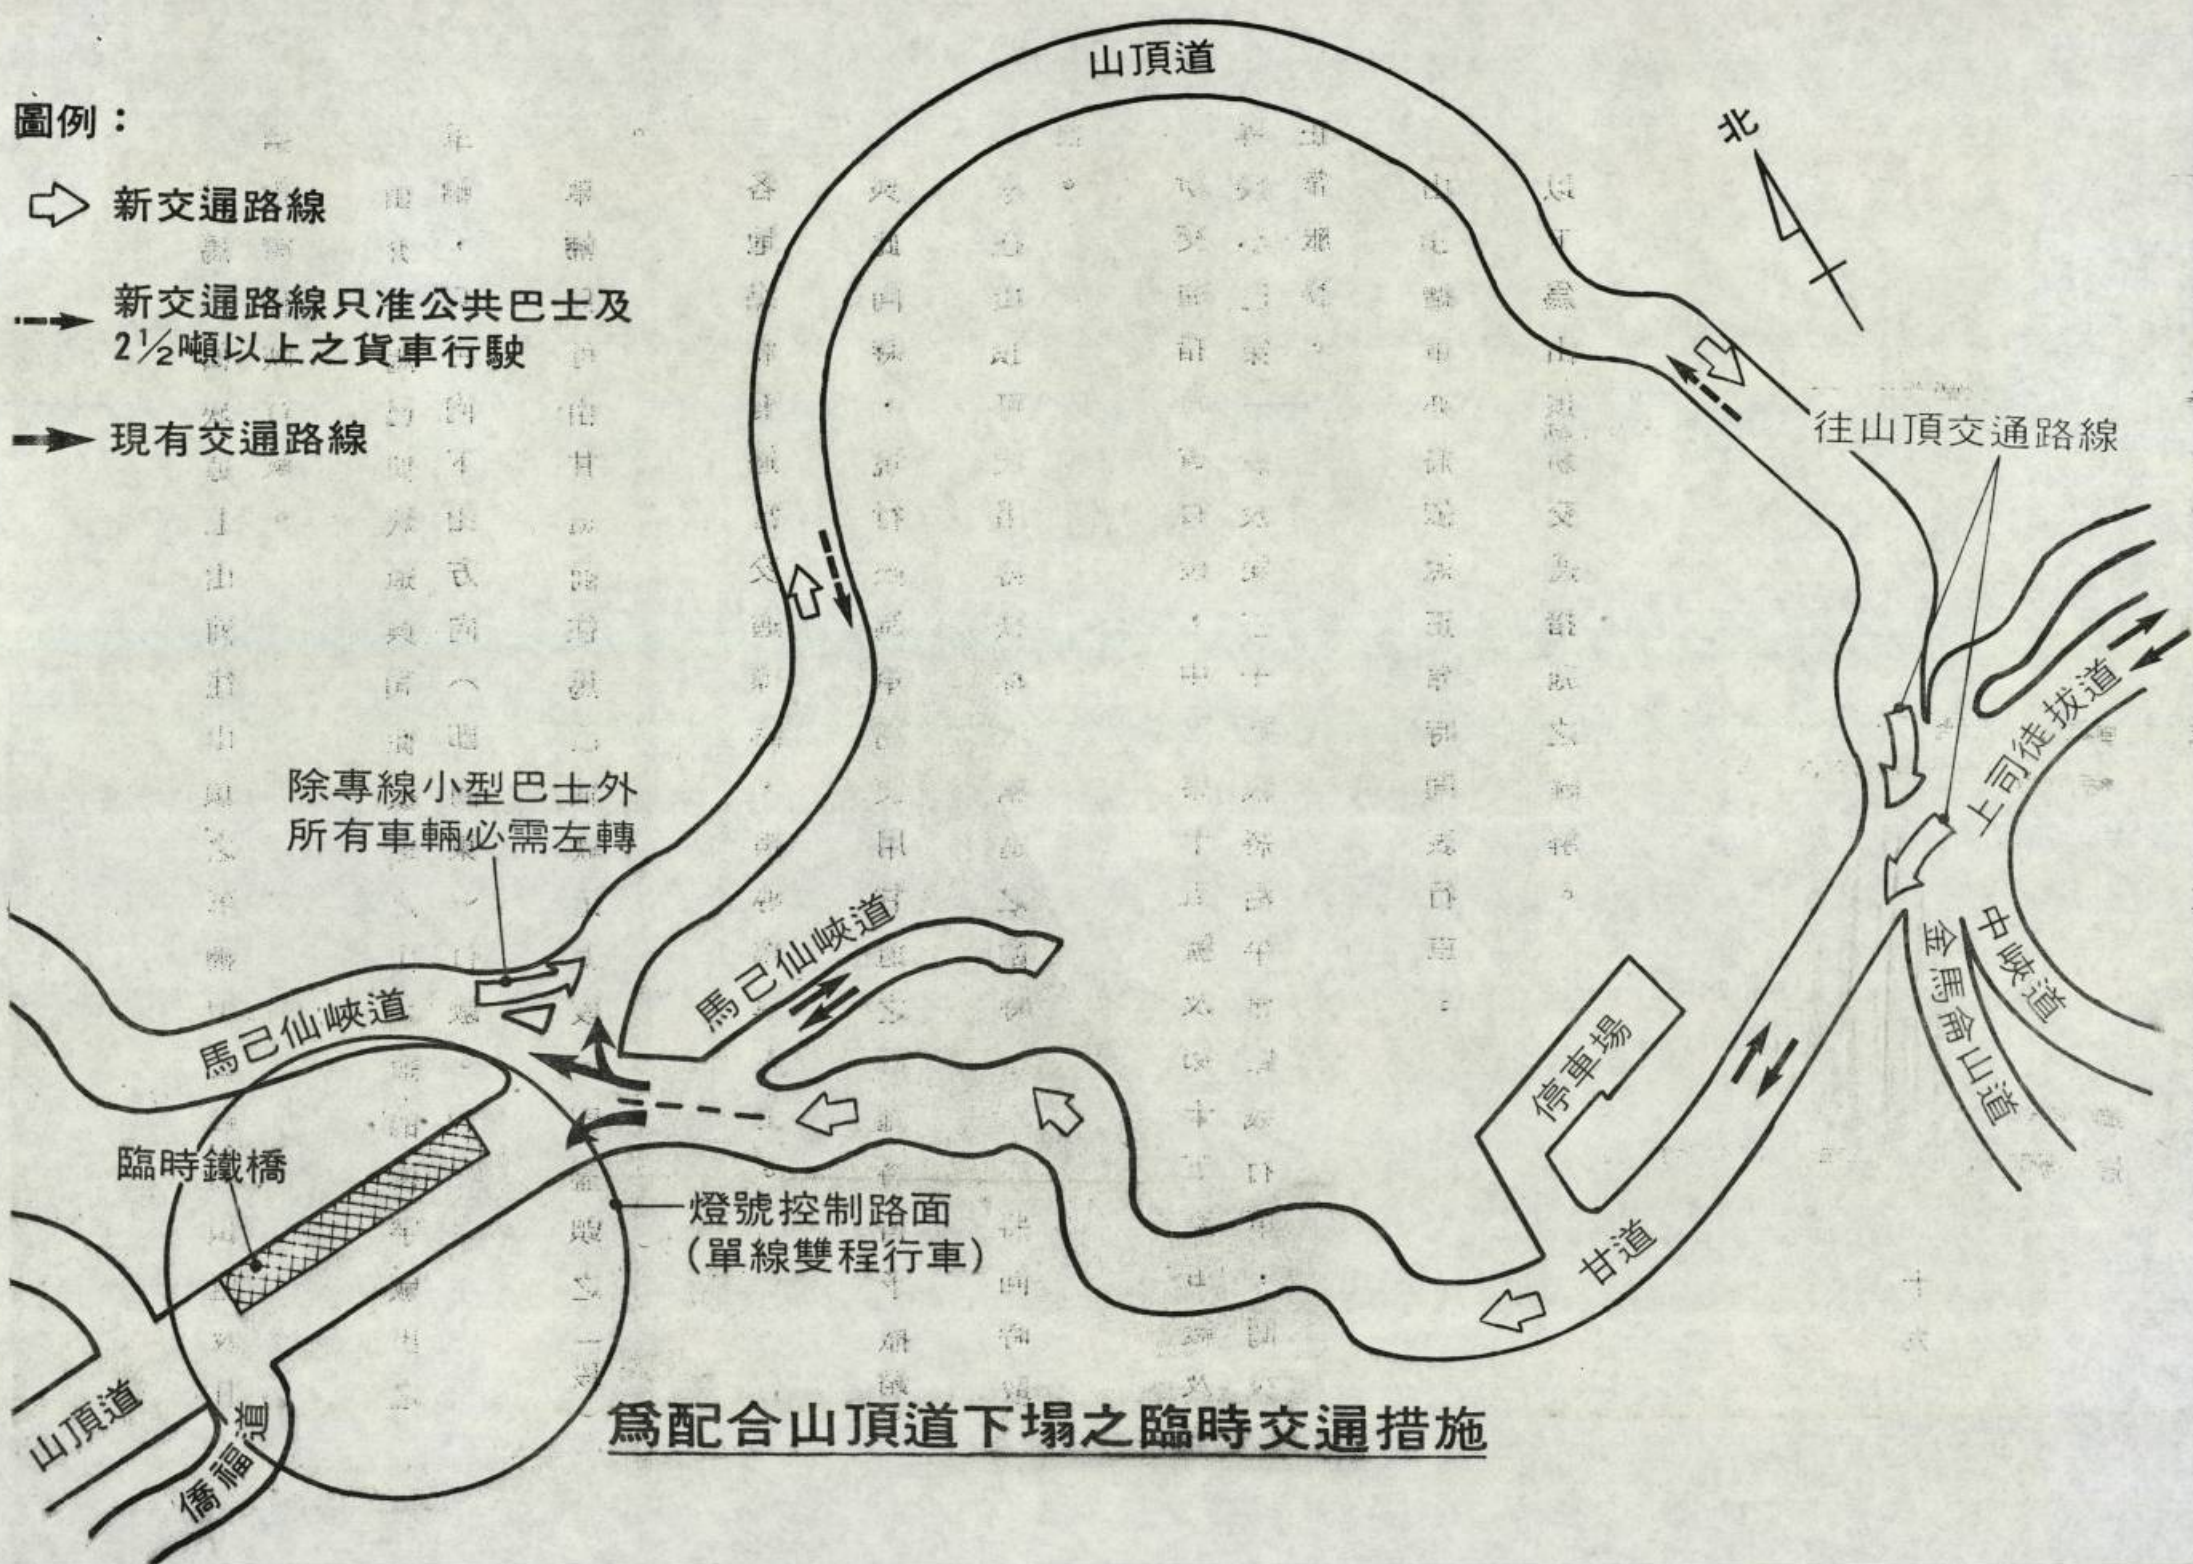 圖例：
新交通路線
新交通路線只准公共巴士及
2½噸以上之貨車行駛
現有交通路線
山頂道
北
往山頂交通路線
上司徒拔道
中峽道
金馬侖山道
除專線小型巴士外
所有車輛必需左轉
馬己仙峽道
馬己仙峽道
停車場
臨時鐵橋
燈號控制路面
(單線雙程行車)
甘道
山頂道
僑福道
爲配合山頂道下塌之臨時交通措施